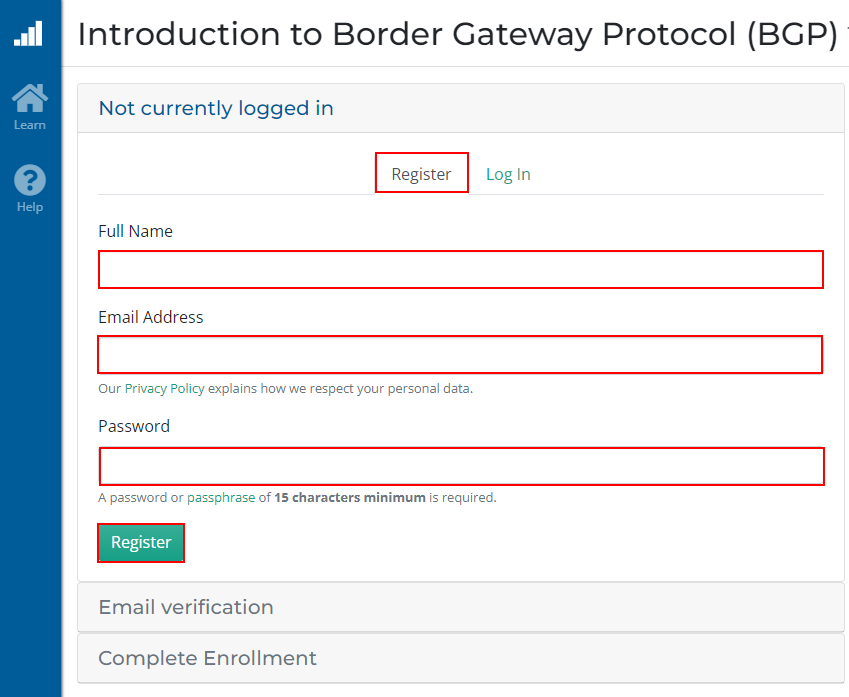 Introduction to Border Gateway Protocol (BGP)
Learn
Help
Not currently logged in
Register Log In
Full Name
Email Address
Our Privacy Policy explains how we respect your personal data.
Password
A password or passphrase of 15 characters minimum is required.
Register
Email verification
Complete Enrollment